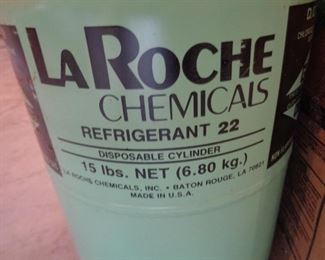 LAROCHE
CHEMICALS
REFRIGERANT 22
DISPOSABLE CYLINDER
15 lbs. NET (6.80 kg.)
LA ROCHE CHEMICALS, INC. • BATON ROUGE, LA 70821
MADE IN U.S.A.